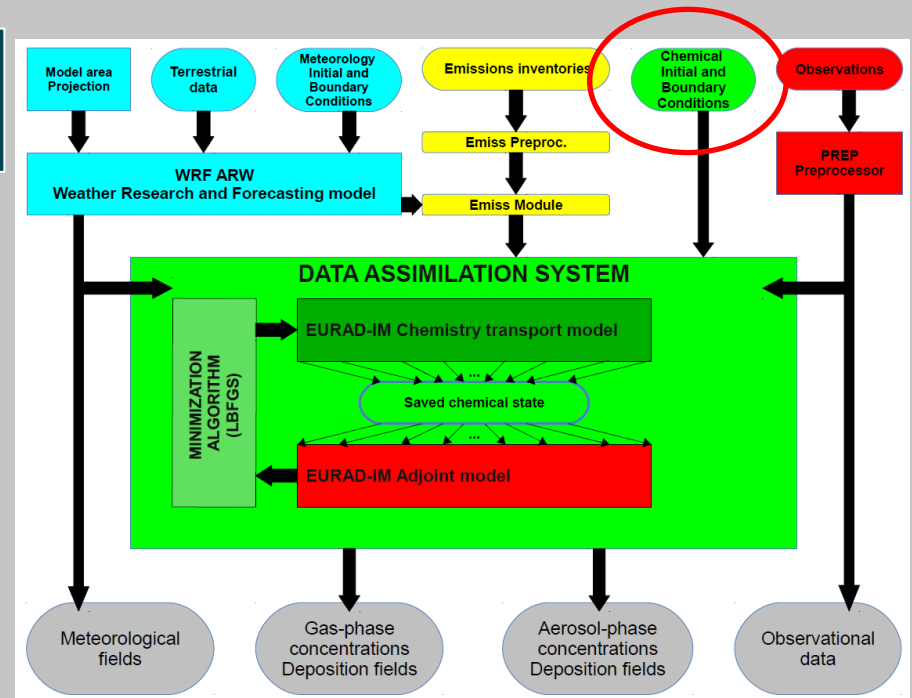 Model area
Projection
Terrestrial
data
Meteorology
Initial and
Boundary
Conditions
Emissions inventories
Chemical
Initial and
Boundary
Conditions
Observations
Emiss Preproc.
PREP
Preprocessor
WRF ARW
Weather Research and Forecasting model
Emiss Module
DATA ASSIMILATION SYSTEM
MINIMIZATION
ALGORITHM
(LBFGS)
EURAD-IM Chemistry transport model
...
Saved chemical state
...
EURAD-IM Adjoint model
Meteorological
fields
Gas-phase
concentrations
Deposition fields
Aerosol-phase
concentrations
Deposition fields
Observational
data